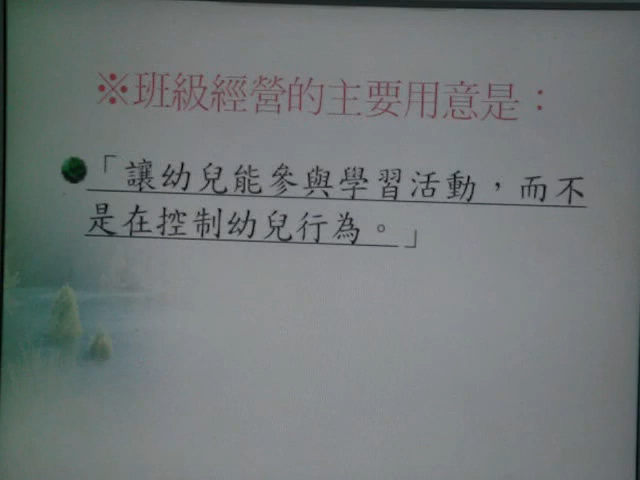 ※班級經營的主要用意是：
「讓幼兒能參與學習活動，而不
是在控制幼兒行為。」